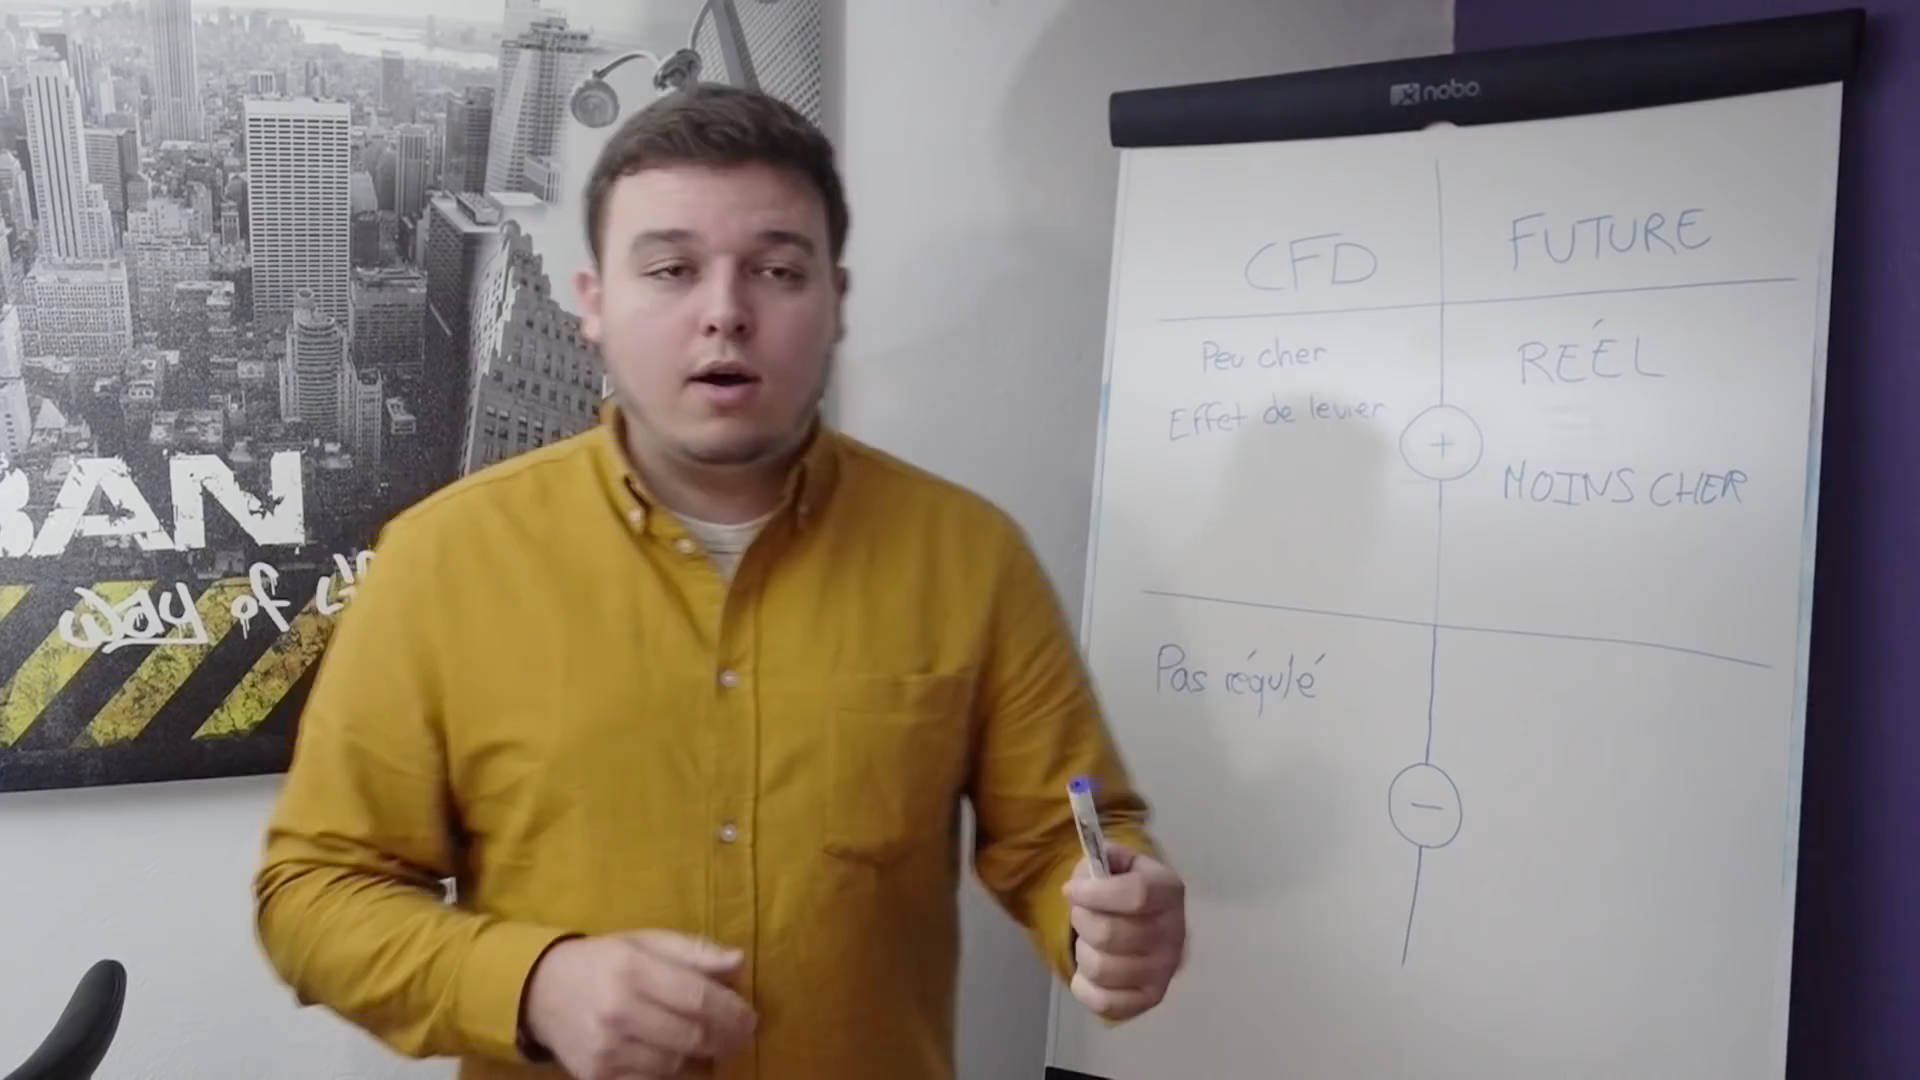 nobo
CFD
FUTURE
Peu cher
Effet de levier
+
RÉEL
MOINS CHER
Pas régulé
-
BAN
way of